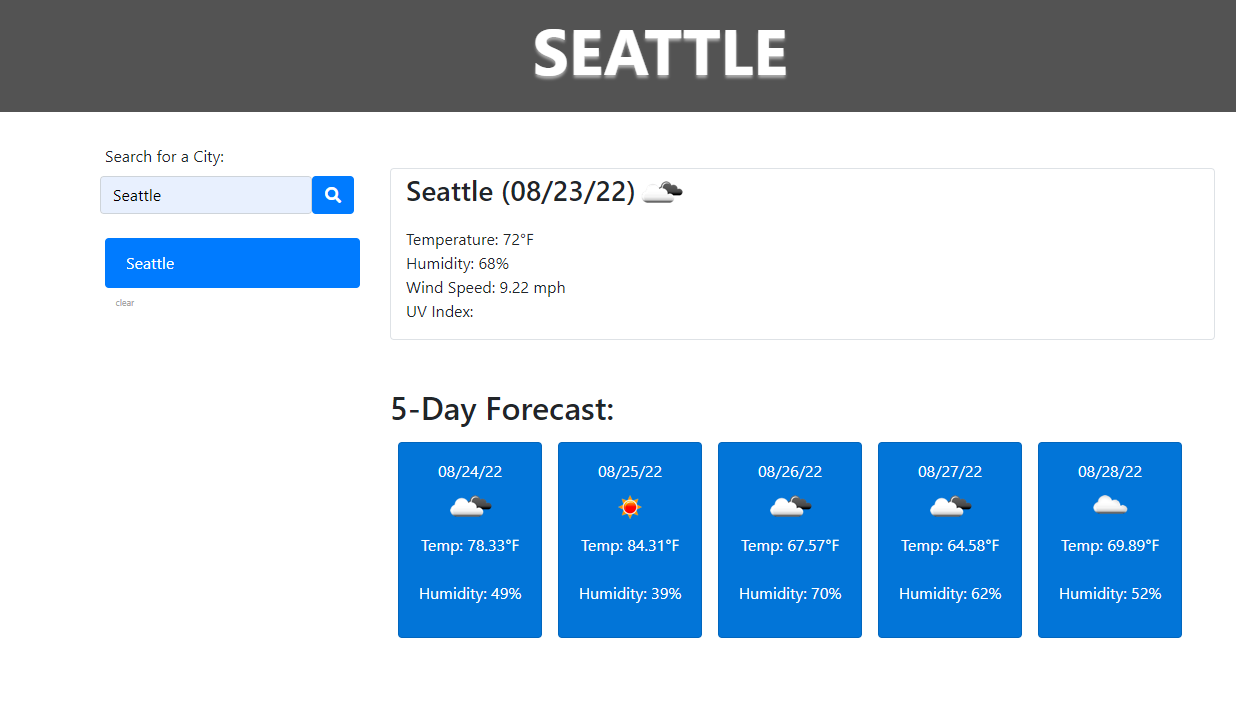 SEATTLE
Search for a City:
Seattle
Seattle
clear
Seattle (08/23/22)
Temperature: 72°F
Humidity: 68%
Wind Speed: 9.22 mph
UV Index:
5-Day Forecast:
08/24/22
Temp: 78.33°F
Humidity: 49%
08/25/22
Temp: 84.31°F
Humidity: 39%
08/26/22
Temp: 67.57°F
Humidity: 70%
08/27/22
Temp: 64.58°F
Humidity: 62%
08/28/22
Temp: 69.89°F
Humidity: 52%